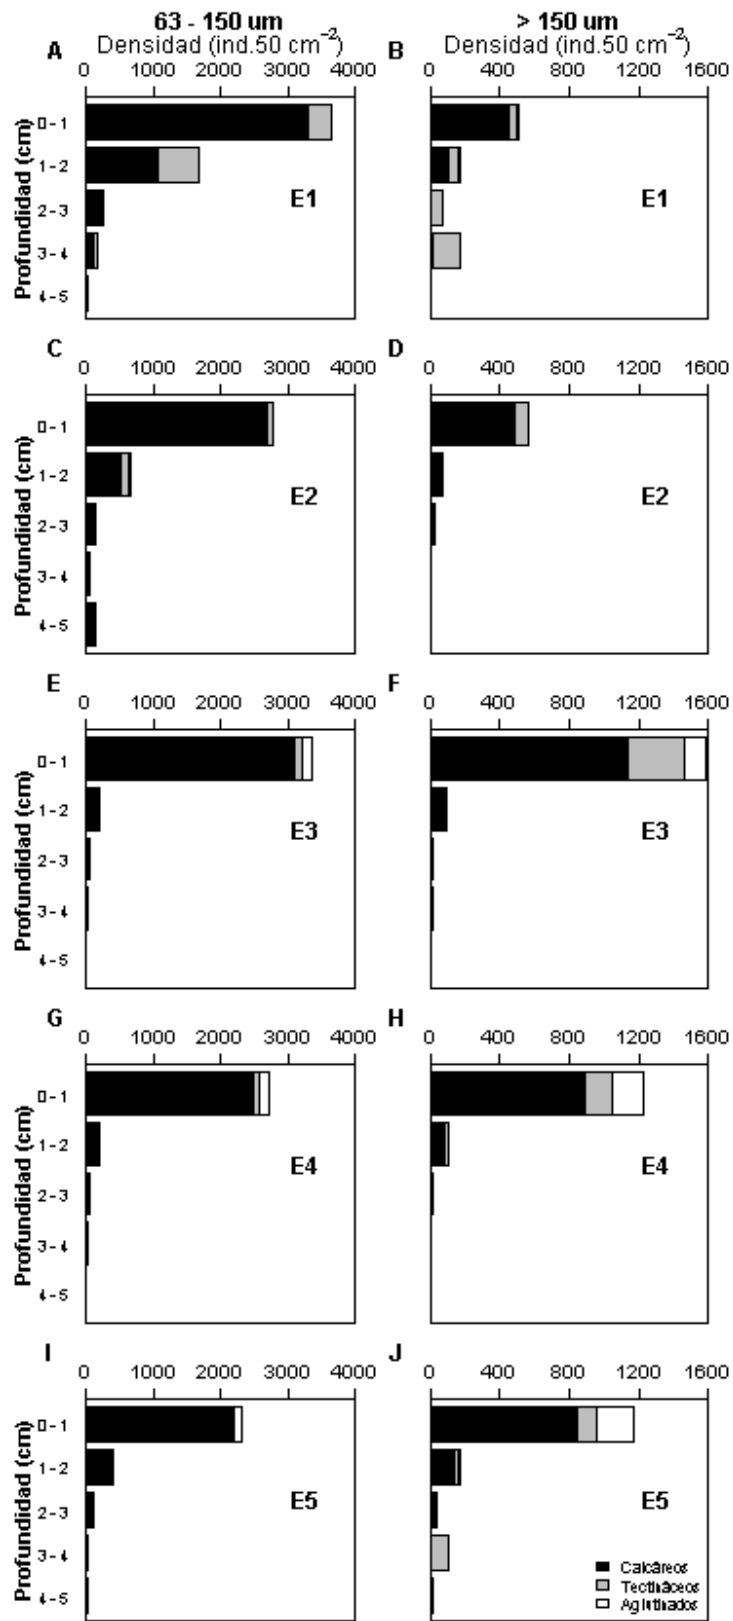 63 - 150 um
> 150 um
A
Densidad (ind.50 cm⁻²)
B
Densidad (ind.50 cm⁻²)
0 1000 2000 3000 4000
0 400 800 1200 1600
Profundidad (cm)
0 - 1
1 - 2
2 - 3
3 - 4
4 - 5
E1
E1
C
D
0 1000 2000 3000 4000
0 400 800 1200 1600
Profundidad (cm)
0 - 1
1 - 2
2 - 3
3 - 4
4 - 5
E2
E2
E
F
0 1000 2000 3000 4000
0 400 800 1200 1600
Profundidad (cm)
0 - 1
1 - 2
2 - 3
3 - 4
4 - 5
E3
E3
G
H
0 1000 2000 3000 4000
0 400 800 1200 1600
Profundidad (cm)
0 - 1
1 - 2
2 - 3
3 - 4
4 - 5
E4
E4
I
J
0 1000 2000 3000 4000
0 400 800 1200 1600
Profundidad (cm)
0 - 1
1 - 2
2 - 3
3 - 4
4 - 5
E5
E5
Calcáreos
Tectináceos
Aglutinados